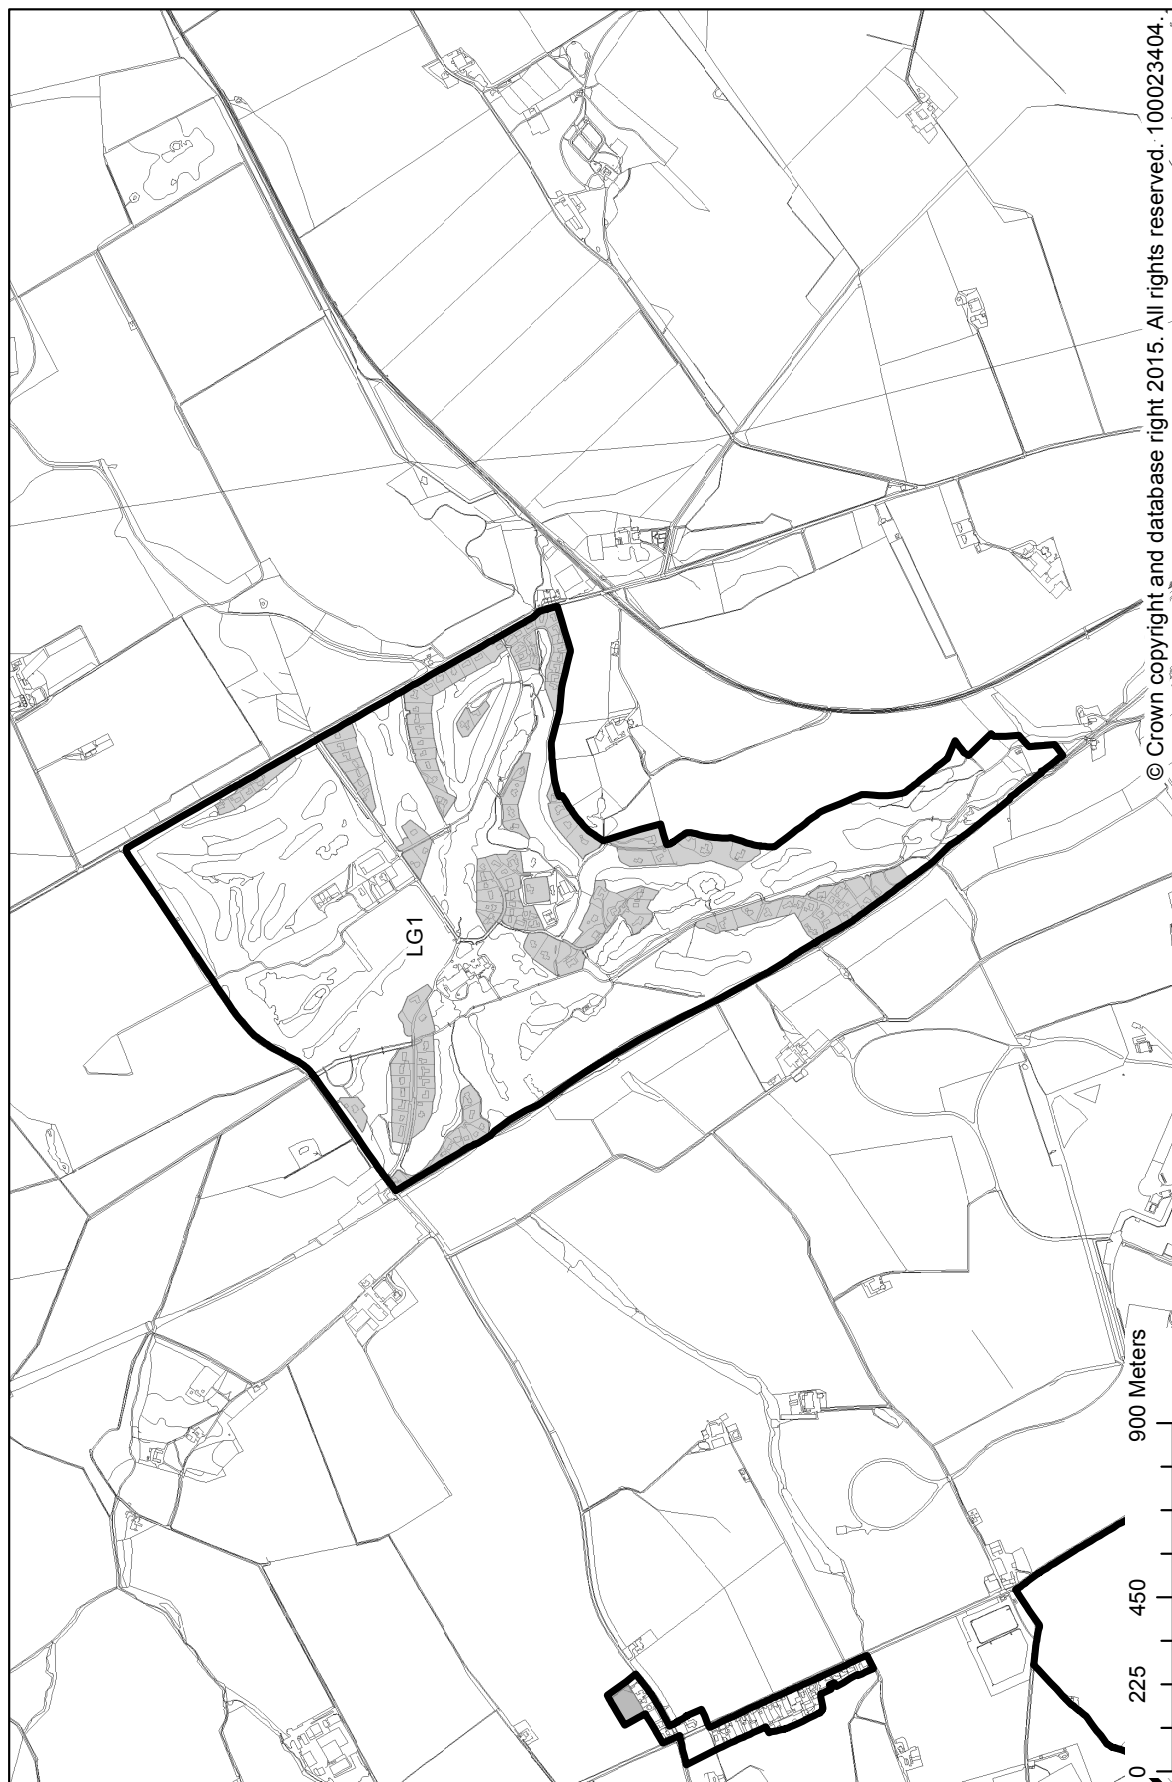 LG1
0 225 450 900 Meters
© Crown copyright and database right 2015. All rights reserved. 100023404.